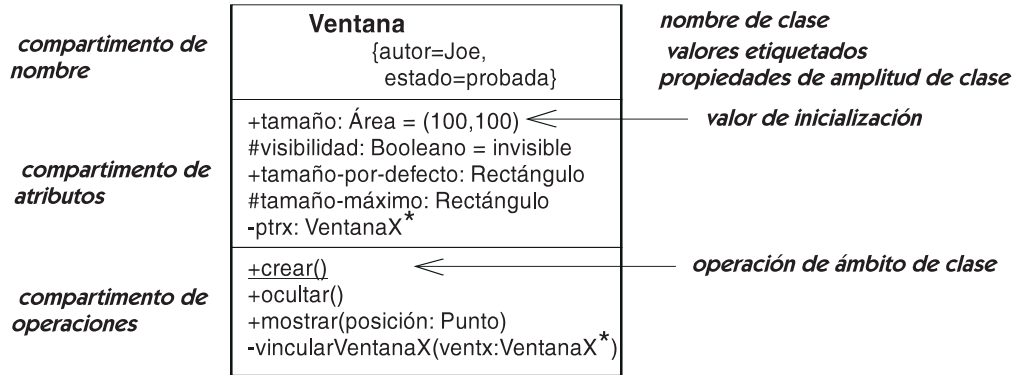 compartimento de
nombre
Ventana
{autor=Joe,
estado=probada}
nombre de clase
valores etiquetados
propiedades de amplitud de clase
compartimento de
atributos
+tamaño: Área = (100,100)
#visibilidad: Booleano = invisible
+tamaño-por-defecto: Rectángulo
#tamaño-máximo: Rectángulo
-ptrx: VentanaX*
valor de inicialización
compartimento de
operaciones
+crear()
+ocultar()
+mostrar(posición: Punto)
-vincularVentanaX(ventx:VentanaX*)
operación de ámbito de clase